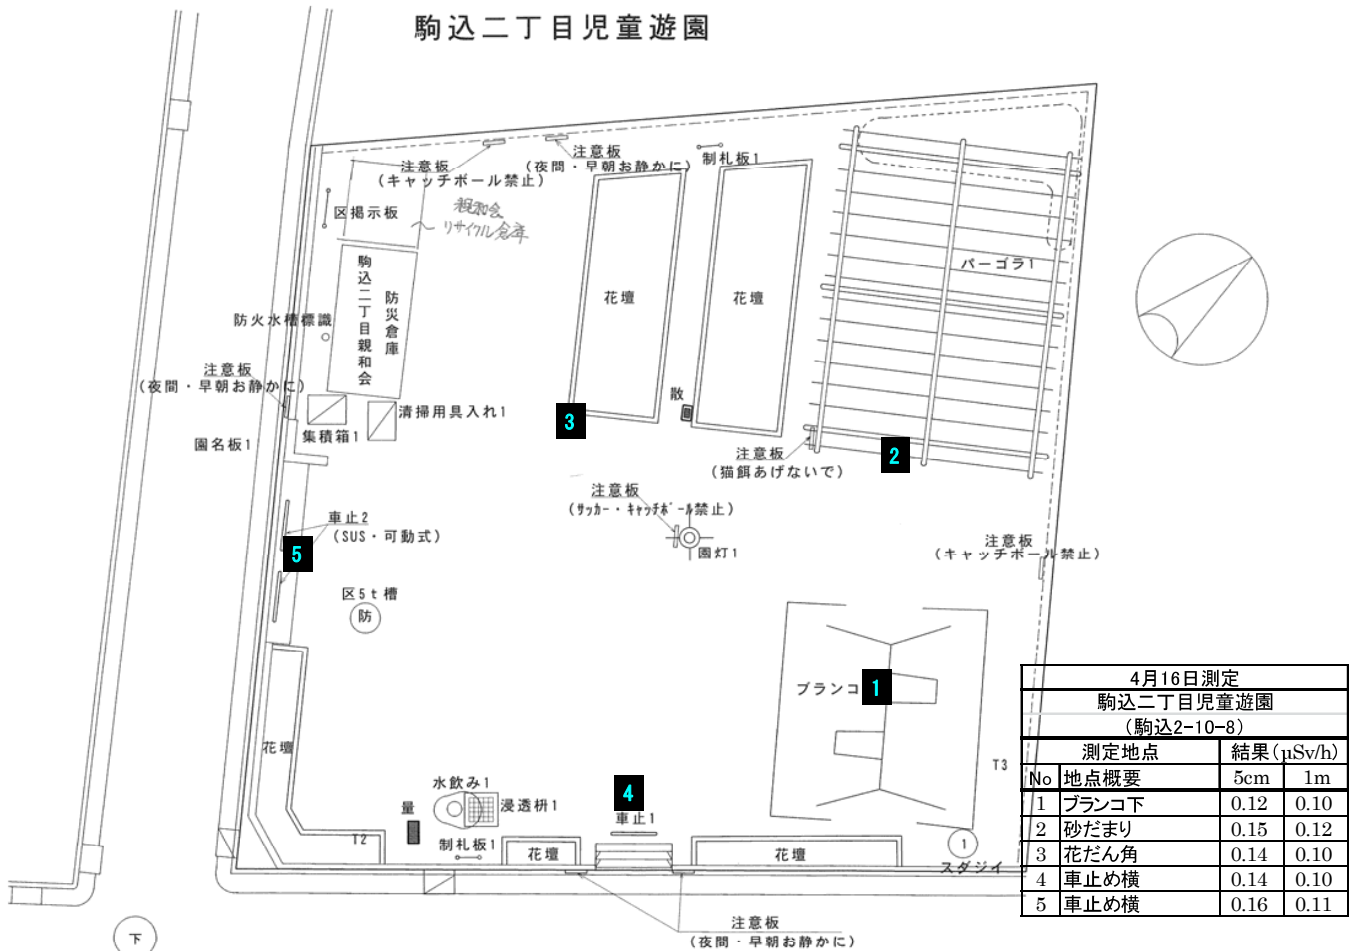 駒込二丁目児童遊園
注意板
(キャッチボール禁止)
注意板
(夜間・早朝お静かに)
制札板1
区掲示板
親和会
リサイクル倉庫
駒込二丁目親和会
防災倉庫
花壇
花壇
パーゴラ1
防火水槽標識
注意板
(夜間・早朝お静かに)
園名板1
集積箱1
清掃用具入れ1
3
散
2
注意板
(猫餌あげないで)
注意板
(サッカー・キャッチボール禁止)
園灯1
車止2
(SUS・可動式)
5
注意板
(キャッチボール禁止)
区5t槽
防
ブランコ
1
花壇
T3
水飲み1
量
浸透枡1
4
車止1
T2
制札板1
花壇
花壇
1
スダジイ
注意板
(夜間・早朝お静かに)
下
4月16日測定
駒込二丁目児童遊園
(駒込2-10-8)
測定地点 結果(μSv/h)
No 地点概要 5cm 1m
1 ブランコ下 0.12 0.10
2 砂だまり 0.15 0.12
3 花だん角 0.14 0.10
4 車止め横 0.14 0.10
5 車止め横 0.16 0.11